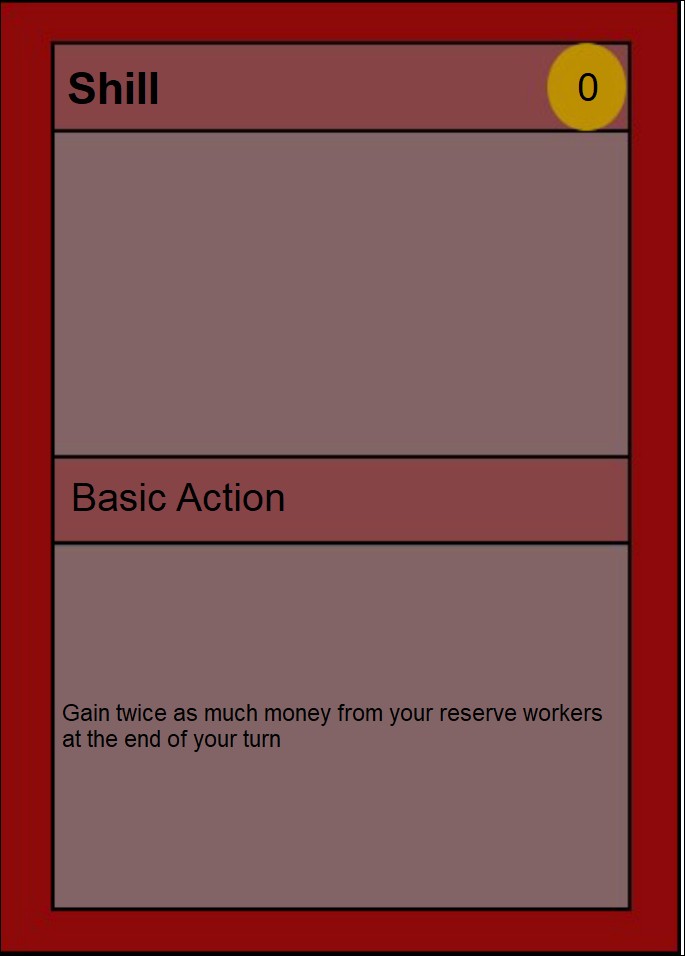 Shill
0
Basic Action
Gain twice as much money from your reserve workers
at the end of your turn